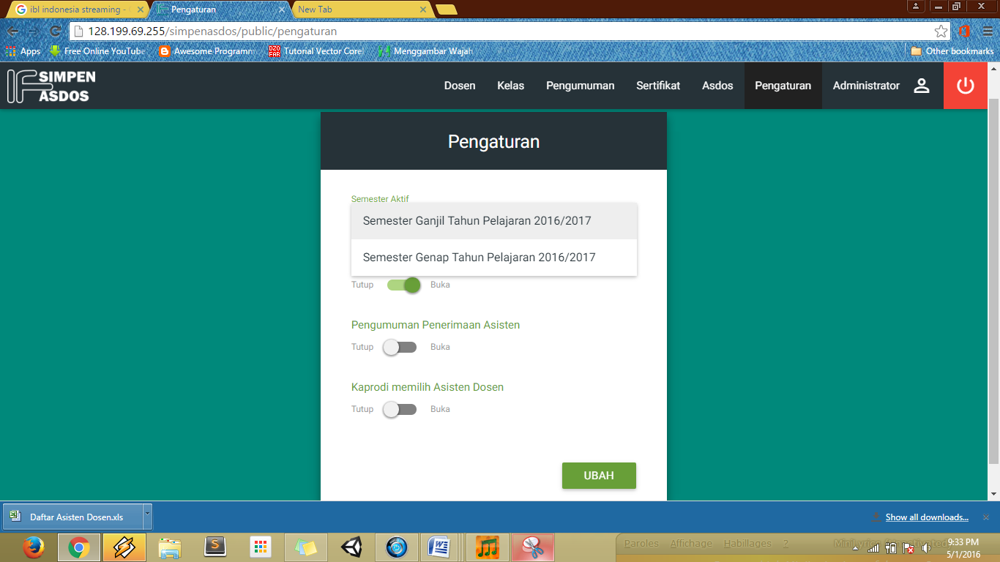 ibl indonesia streaming -
Pengaturan
New Tab
128.199.69.255/simpenasdos/public/pengaturan
Apps
Free Online YouTube
Awesome Programm
OZO FAR
Tutorial Vector Corel
Menggambar Wajah
Other bookmarks
IF SIMPEN ASDOS
Dosen
Kelas
Pengumuman
Sertifikat
Asdos
Pengaturan
Administrator
Pengaturan
Semester Aktif
Semester Ganjil Tahun Pelajaran 2016/2017
Semester Genap Tahun Pelajaran 2016/2017
Tutup Buka
Pengumuman Penerimaan Asisten
Tutup Buka
Kaprodi memilih Asisten Dosen
Tutup Buka
UBAH
Daftar Asisten Dosen.xls
Show all downloads...
Paroles Affichage Habillages ?
MiniLyrics
9:33 PM
5/1/2016